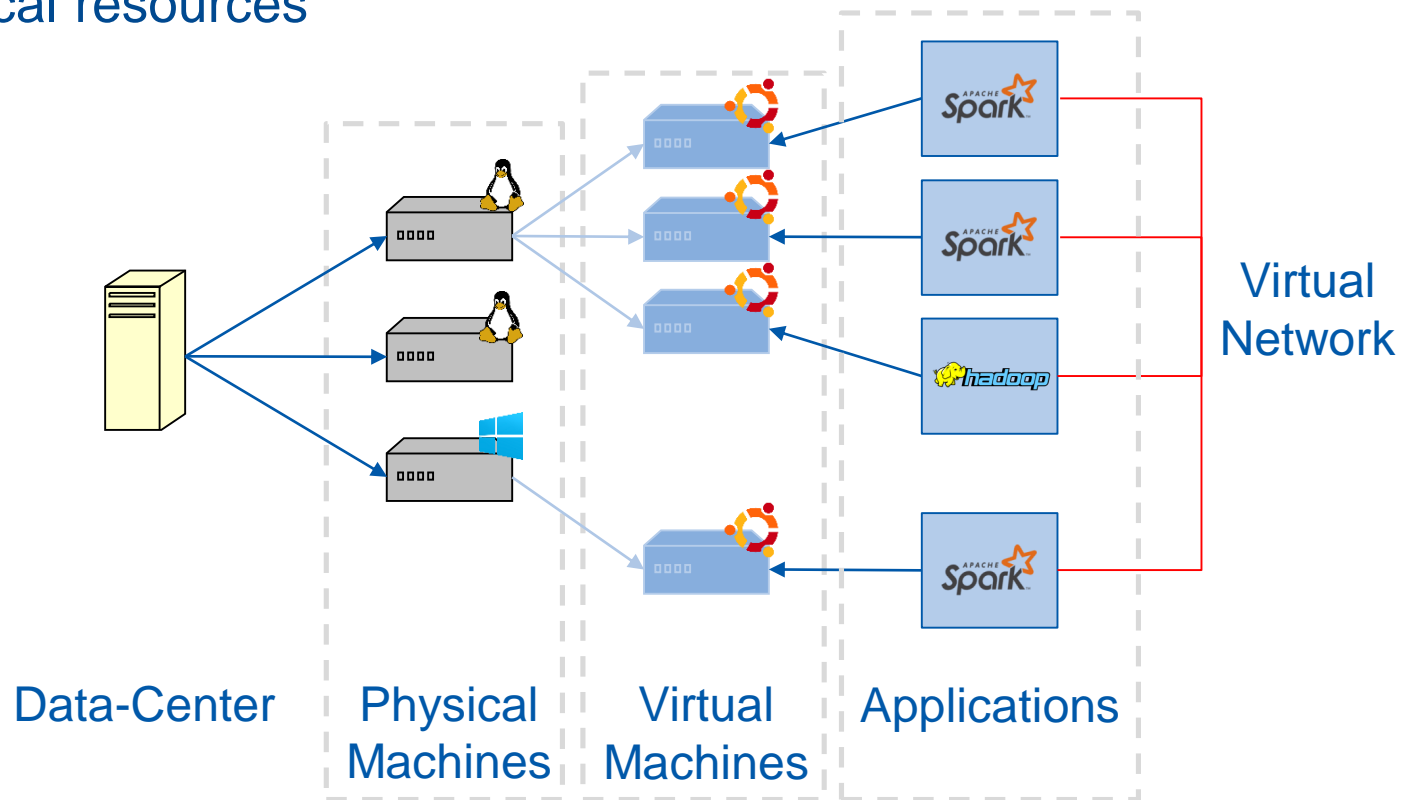 cal resources
APACHE
Spark
APACHE
Spark
Virtual
Network
hadoop
APACHE
Spark
Data-Center
Physical
Machines
Virtual
Machines
Applications